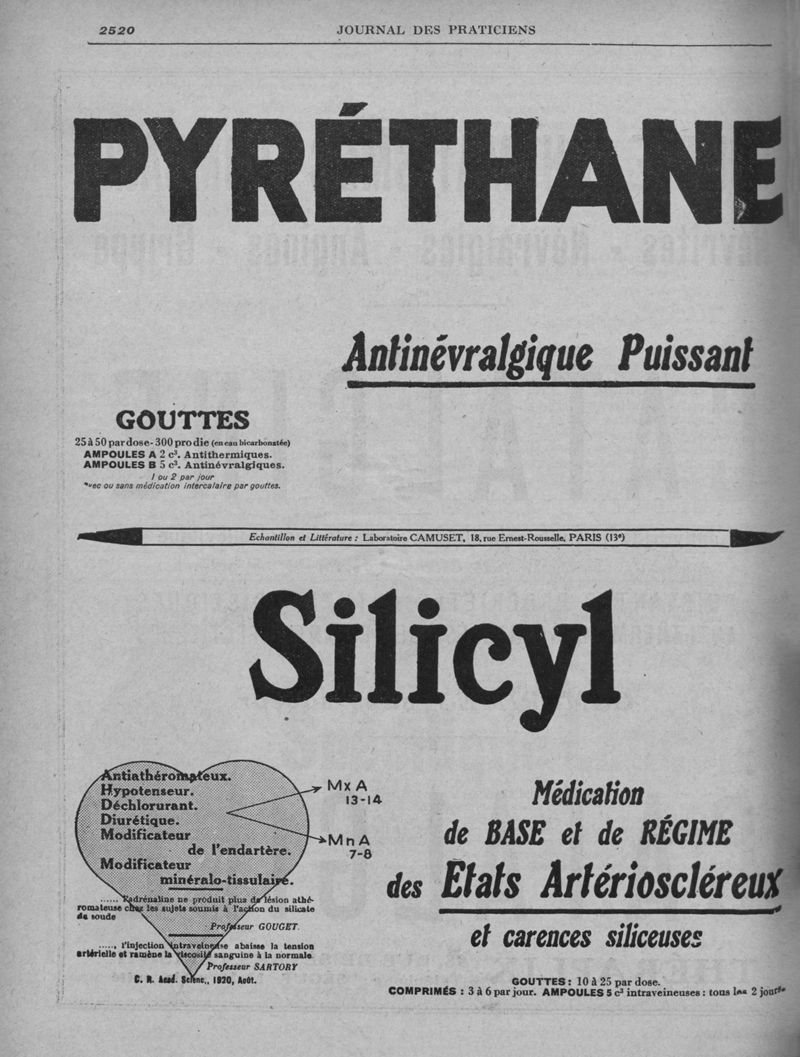 2520
JOURNAL DES PRATICIENS
PYRÉTHANE
Antinévralgique Puissant
GOUTTES
25 à 50 par dose - 300 pro die (en eau bicarbonatée)
AMPOULES A 2 c³. Antithermiques.
AMPOULES B 5 c³. Antinévralgiques.
1 ou 2 par jour
avec ou sans médication intercalaire par gouttes.
Echantillon et Littérature : Laboratoire CAMUSET, 18, rue Ernest-Rousselle, PARIS (13ᵉ)
Silicyl
Antiathéromateux.
Hypotenseur.
Déchlorurant.
Diurétique.
Modificateur
de l'endartère.
Modificateur
minéralo-tissulaire.
MxA
13-14
MnA
7-8
...... l'adrénaline ne produit plus de lésion athé-
romateuse chez les sujets soumis à l'action du silicate
de soude
Professeur GOUGET.
....., l'injection intraveineuse abaisse la tension
artérielle et ramène la viscosité sanguine à la normale
Professeur SARTORY
C. R. Acad. Scienc., 1920, Août.
Médication
de BASE et de RÉGIME
des Etats Artérioscléreux
et carences siliceuses
GOUTTES : 10 à 25 par dose.
COMPRIMÉS : 3 à 6 par jour. AMPOULES 5 c³ intraveineuses : tous les 2 jours